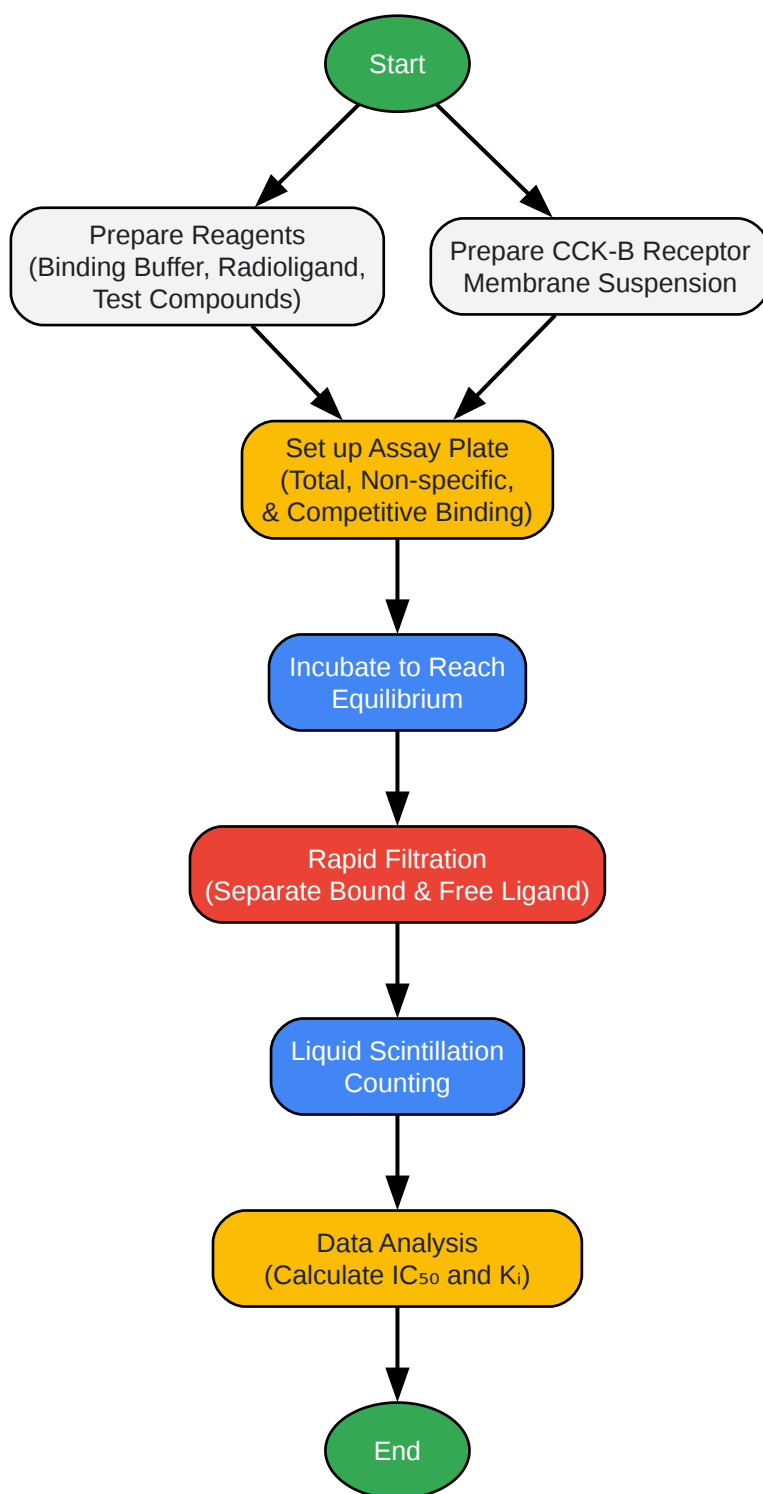 Start
Prepare Reagents
(Binding Buffer, Radioligand,
Test Compounds)
Prepare CCK-B Receptor
Membrane Suspension
Set up Assay Plate
(Total, Non-specific,
& Competitive Binding)
Incubate to Reach
Equilibrium
Rapid Filtration
(Separate Bound & Free Ligand)
Liquid Scintillation
Counting
Data Analysis
(Calculate IC₅₀ and Kᵢ)
End